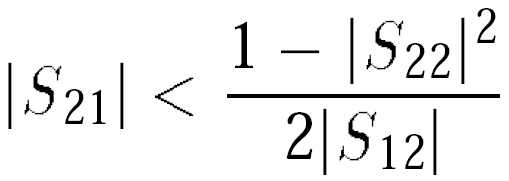 |S₂₁| < (1 − |S₂₂|²) / (2|S₁₂|)